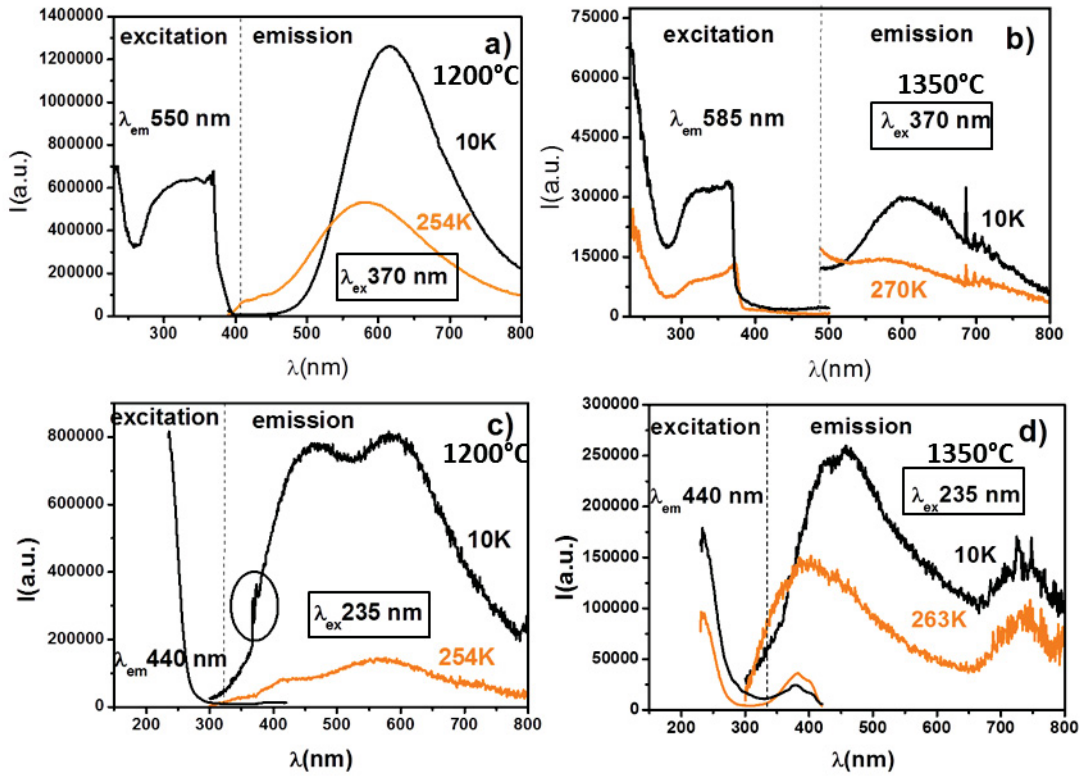 excitation emission a)
1200°C
λem 550 nm
10K
254K
λex 370 nm
I(a.u.)
1400000
1200000
1000000
800000
600000
400000
200000
0
300 400 500 600 700 800
λ(nm)
excitation emission b)
1350°C
λem 585 nm
λex 370 nm
10K
270K
I(a.u.)
75000
60000
45000
30000
15000
0
300 400 500 600 700 800
λ(nm)
excitation emission c)
1200°C
10K
λex 235 nm
λem 440 nm
254K
I(a.u.)
800000
600000
400000
200000
0
200 300 400 500 600 700 800
λ(nm)
excitation emission d)
1350°C
λem 440 nm
λex 235 nm
10K
263K
I(a.u.)
300000
250000
200000
150000
100000
50000
0
200 300 400 500 600 700 800
λ(nm)